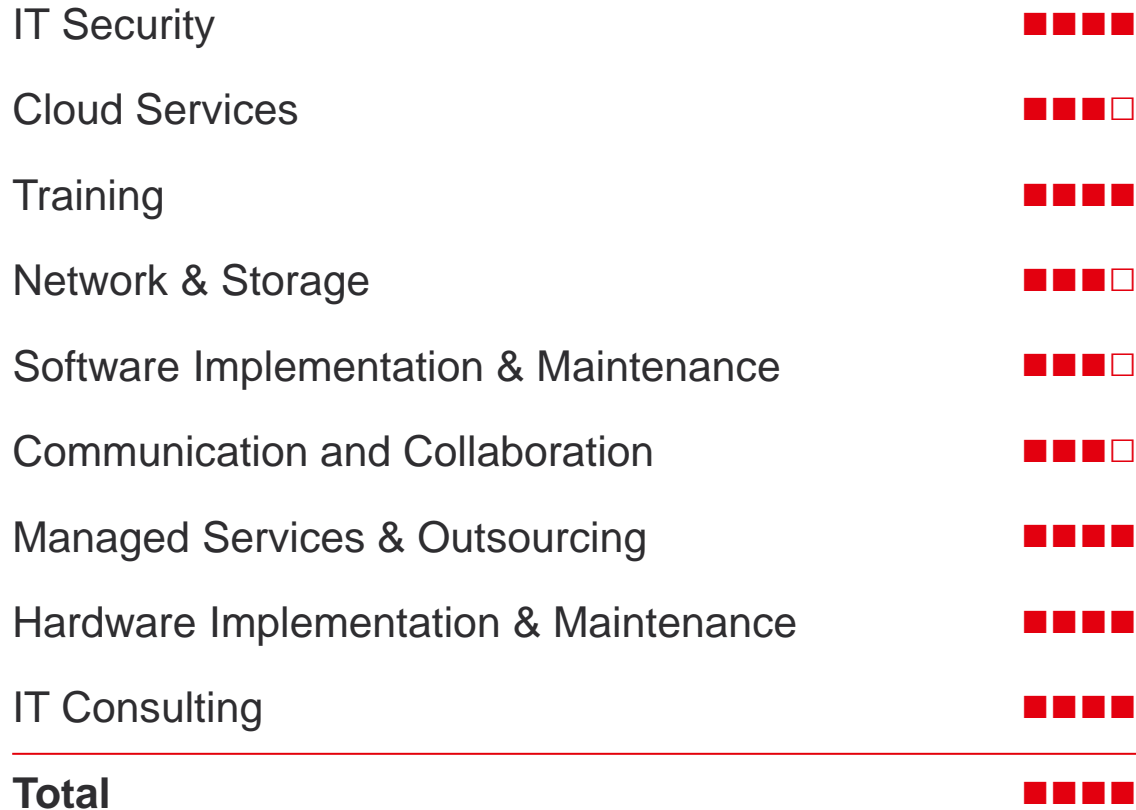 IT Security ■■■■
Cloud Services ■■■□
Training ■■■■
Network & Storage ■■■□
Software Implementation & Maintenance ■■■□
Communication and Collaboration ■■■□
Managed Services & Outsourcing ■■■■
Hardware Implementation & Maintenance ■■■■
IT Consulting ■■■■
Total ■■■■